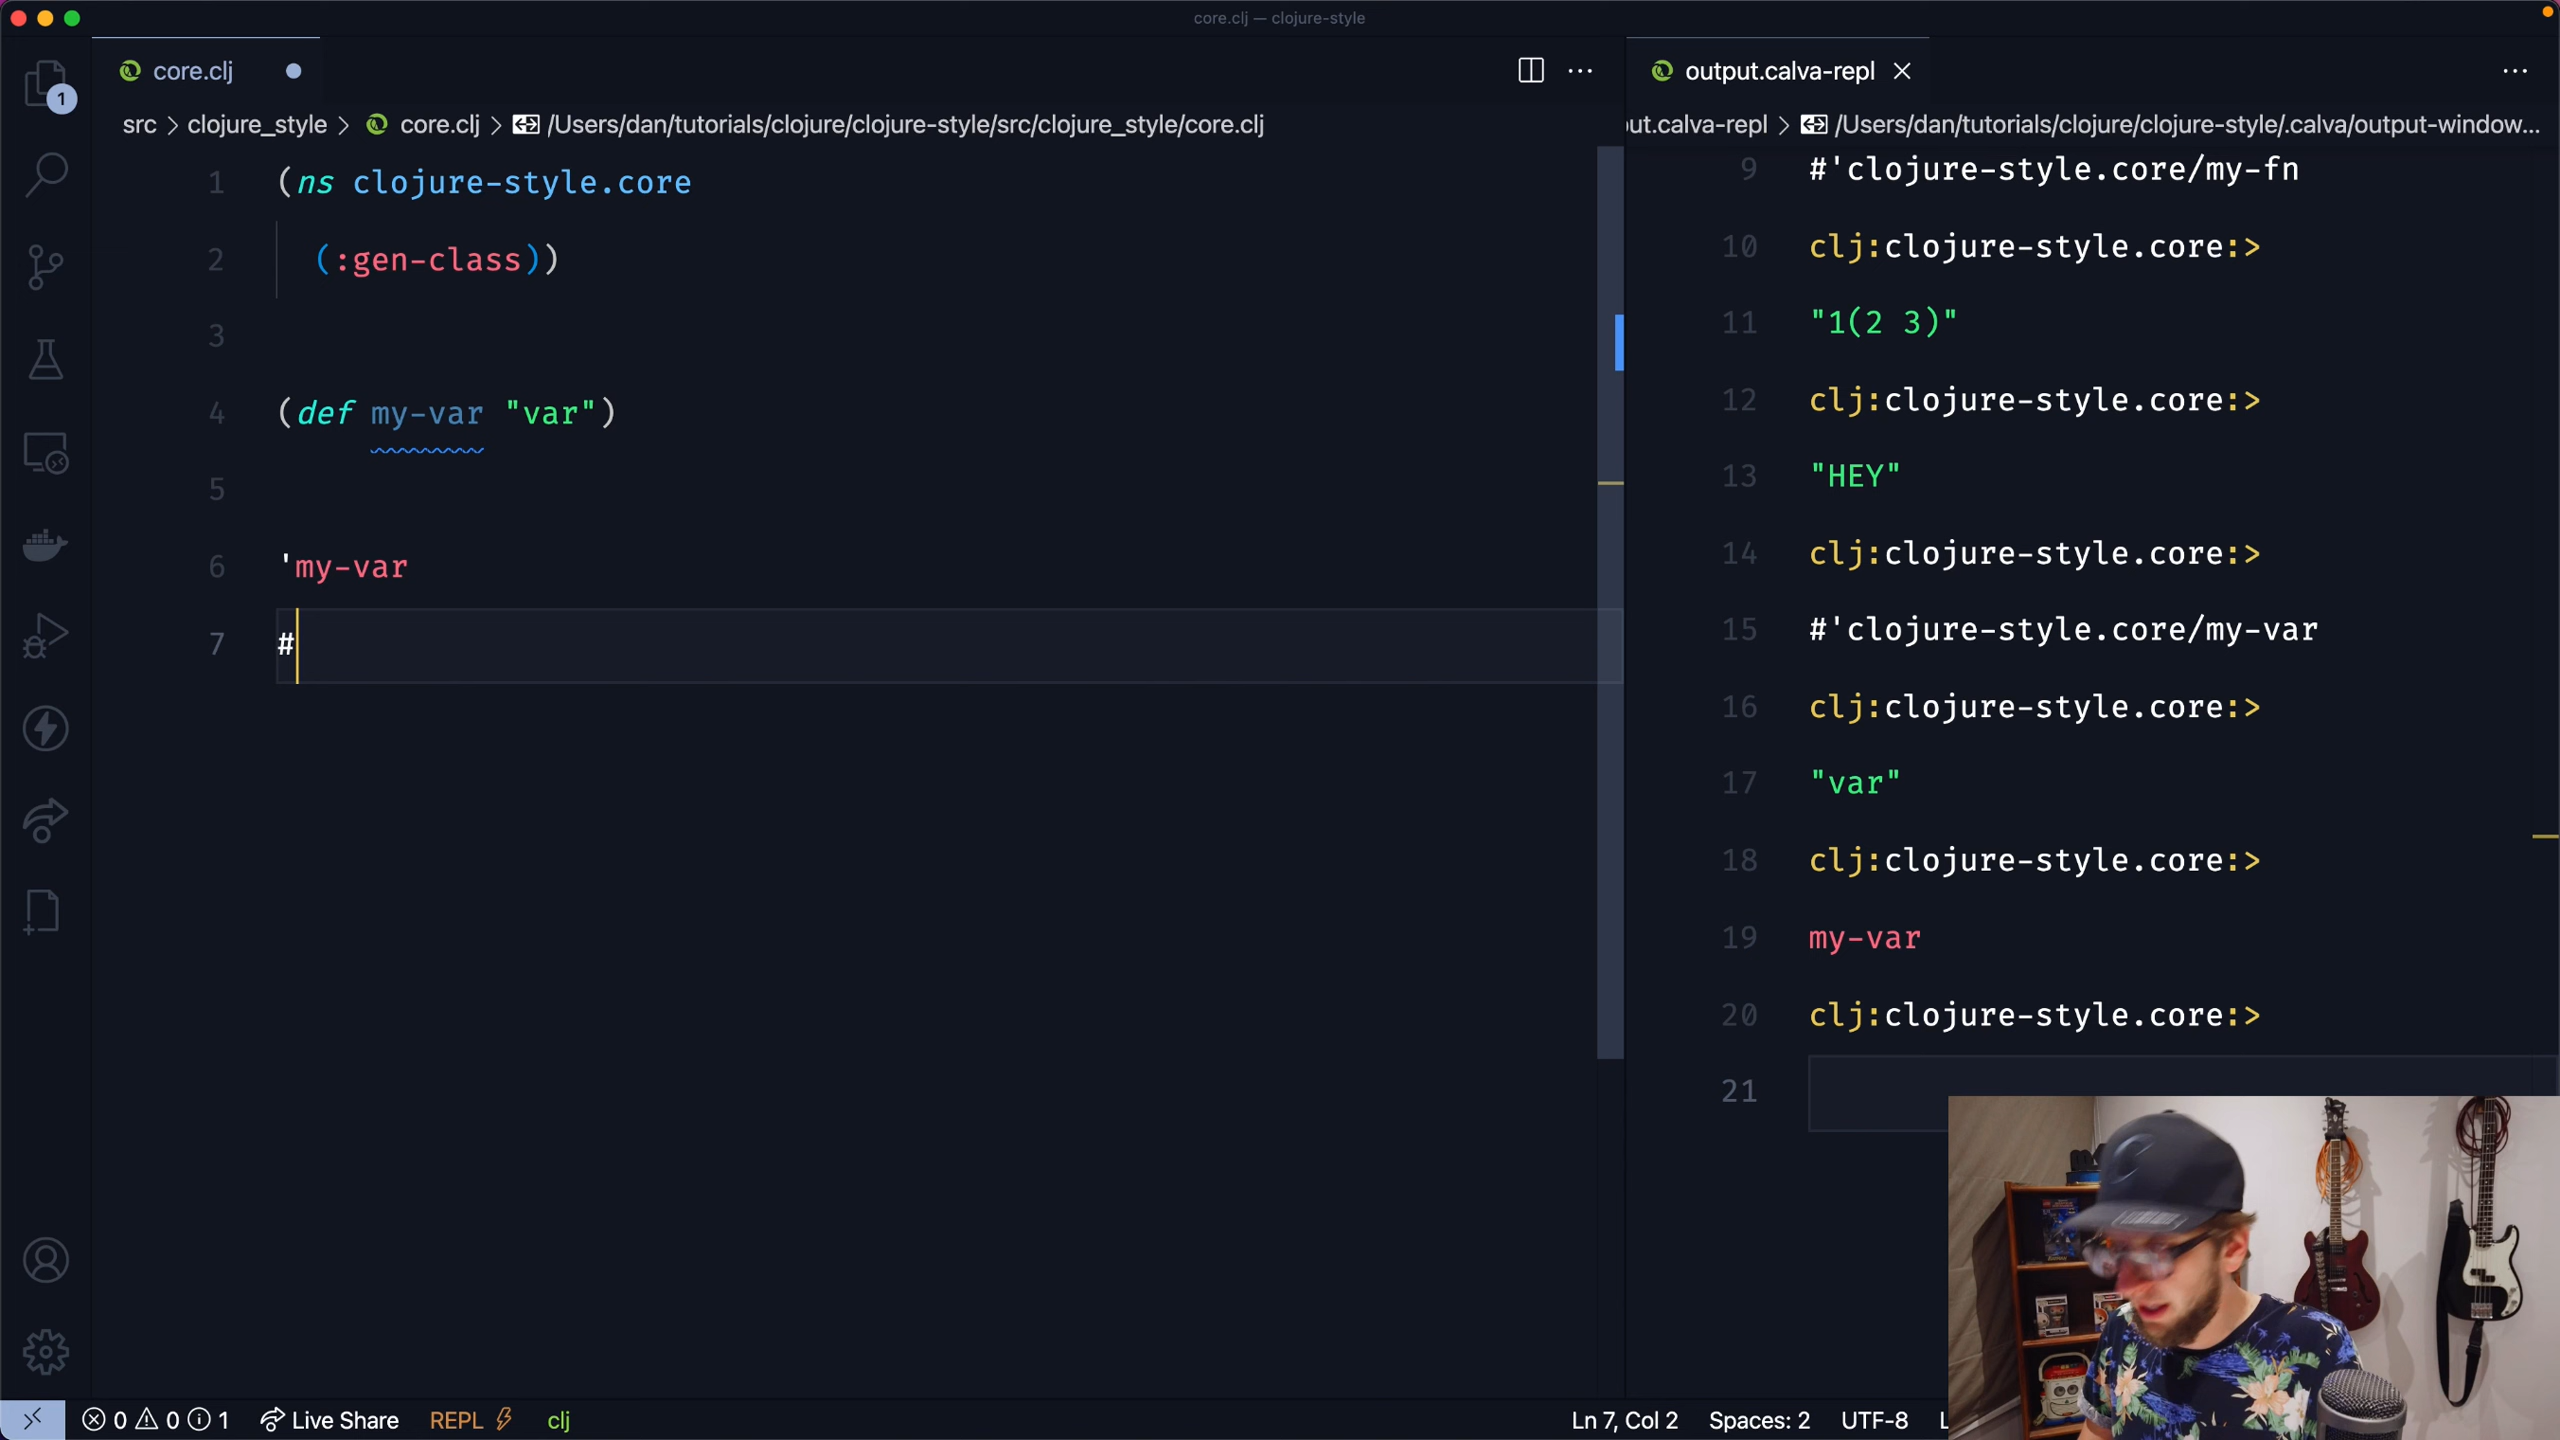 core.clj — clojure-style
core.clj
output.calva-repl
1
src > clojure_style > core.clj > /Users/dan/tutorials/clojure/clojure-style/src/clojure_style/core.clj
ut.calva-repl > /Users/dan/tutorials/clojure/clojure-style/.calva/output-window...
1 (ns clojure-style.core
2 (:gen-class))
3
4 (def my-var "var")
5
6 'my-var
7 #
9 #'clojure-style.core/my-fn
10 clj:clojure-style.core:>
11 "1(2 3)"
12 clj:clojure-style.core:>
13 "HEY"
14 clj:clojure-style.core:>
15 #'clojure-style.core/my-var
16 clj:clojure-style.core:>
17 "var"
18 clj:clojure-style.core:>
19 my-var
20 clj:clojure-style.core:>
21
0 0 1 Live Share REPL clj Ln 7, Col 2 Spaces: 2 UTF-8 L